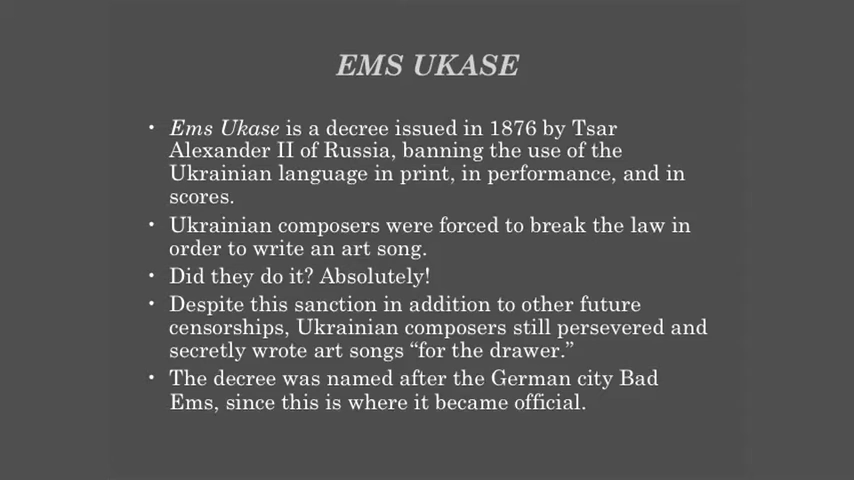 EMS UKASE
• Ems Ukase is a decree issued in 1876 by Tsar
Alexander II of Russia, banning the use of the
Ukrainian language in print, in performance, and in
scores.
• Ukrainian composers were forced to break the law in
order to write an art song.
• Did they do it? Absolutely!
• Despite this sanction in addition to other future
censorships, Ukrainian composers still persevered and
secretly wrote art songs “for the drawer.”
• The decree was named after the German city Bad
Ems, since this is where it became official.